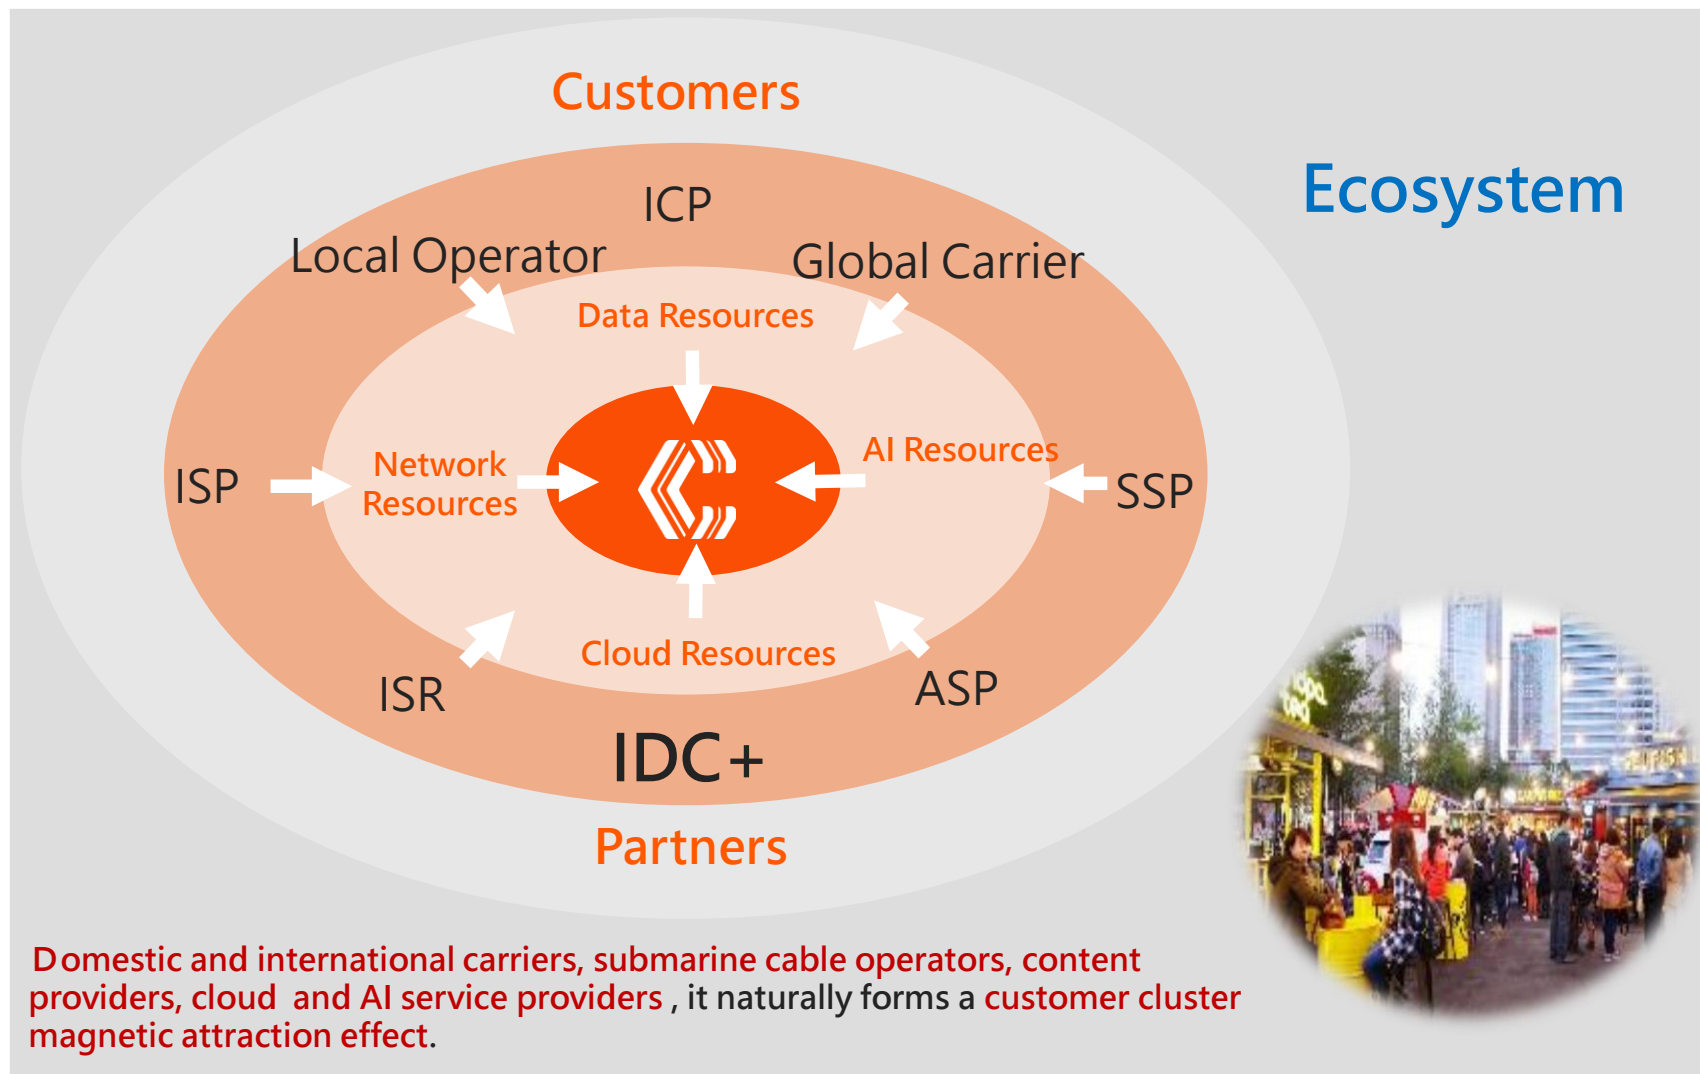 Customers
Ecosystem
ICP
Local Operator
Global Carrier
Data Resources
AI Resources
Network
Resources
ISP
SSP
Cloud Resources
ISR
ASP
IDC+
Partners
Domestic and international carriers, submarine cable operators, content
providers, cloud and AI service providers , it naturally forms a customer cluster
magnetic attraction effect.